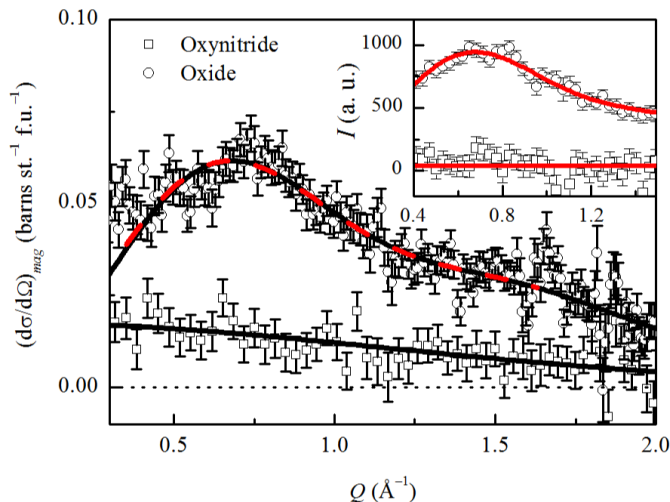 0.10
Oxynitride
Oxide
0.05
0.00
(dσ/dΩ)mag (barns st.⁻¹ f.u.⁻¹)
0.5
1.0
1.5
2.0
Q (Å⁻¹)
1000
500
0
I (a. u.)
0.4
0.8
1.2